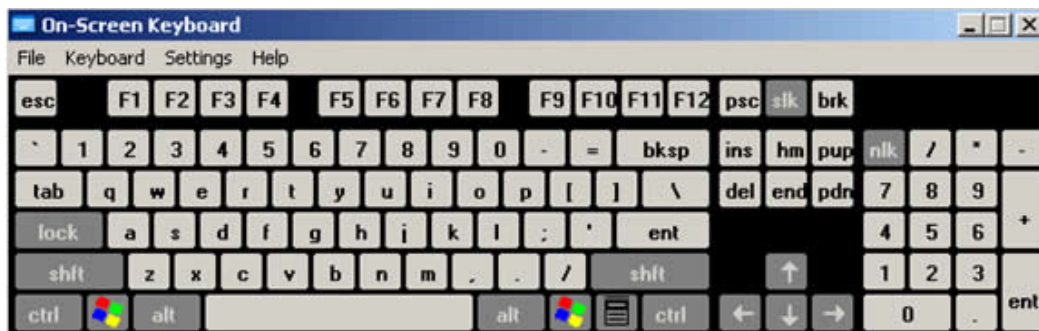 On-Screen Keyboard
File Keyboard Settings Help
esc F1 F2 F3 F4 F5 F6 F7 F8 F9 F10 F11 F12 psc slk brk
` 1 2 3 4 5 6 7 8 9 0 - = bksp ins hm pup nlk / * -
tab q w e r t y u i o p [ ] \ del end pdn 7 8 9 +
lock a s d f g h i k l ; ' ent 4 5 6
shft z x c v b n m , . / shft ↑ 1 2 3 ent
ctrl alt alt ctrl ← ↓ → 0 .